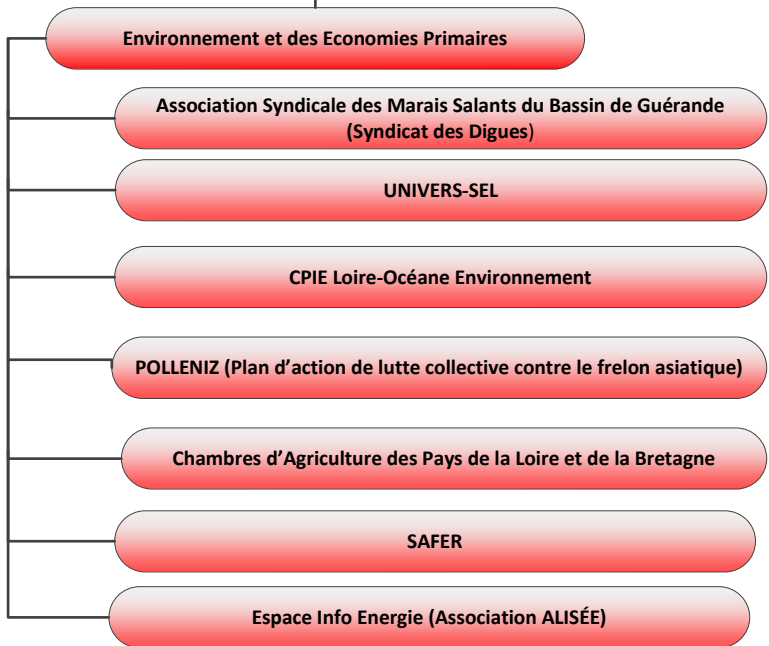 Environnement et des Economies Primaires
Association Syndicale des Marais Salants du Bassin de Guérande
(Syndicat des Digues)
UNIVERS-SEL
CPIE Loire-Océane Environnement
POLLENIZ (Plan d’action de lutte collective contre le frelon asiatique)
Chambres d’Agriculture des Pays de la Loire et de la Bretagne
SAFER
Espace Info Energie (Association ALISÉE)